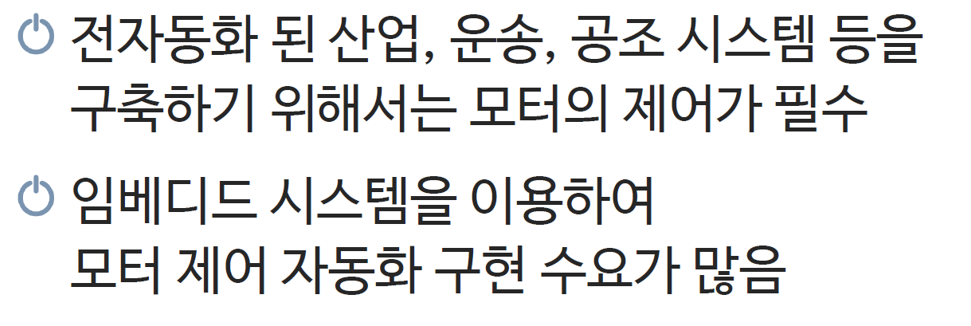 전자동화 된 산업, 운송, 공조 시스템 등을
구축하기 위해서는 모터의 제어가 필수
임베디드 시스템을 이용하여
모터 제어 자동화 구현 수요가 많음